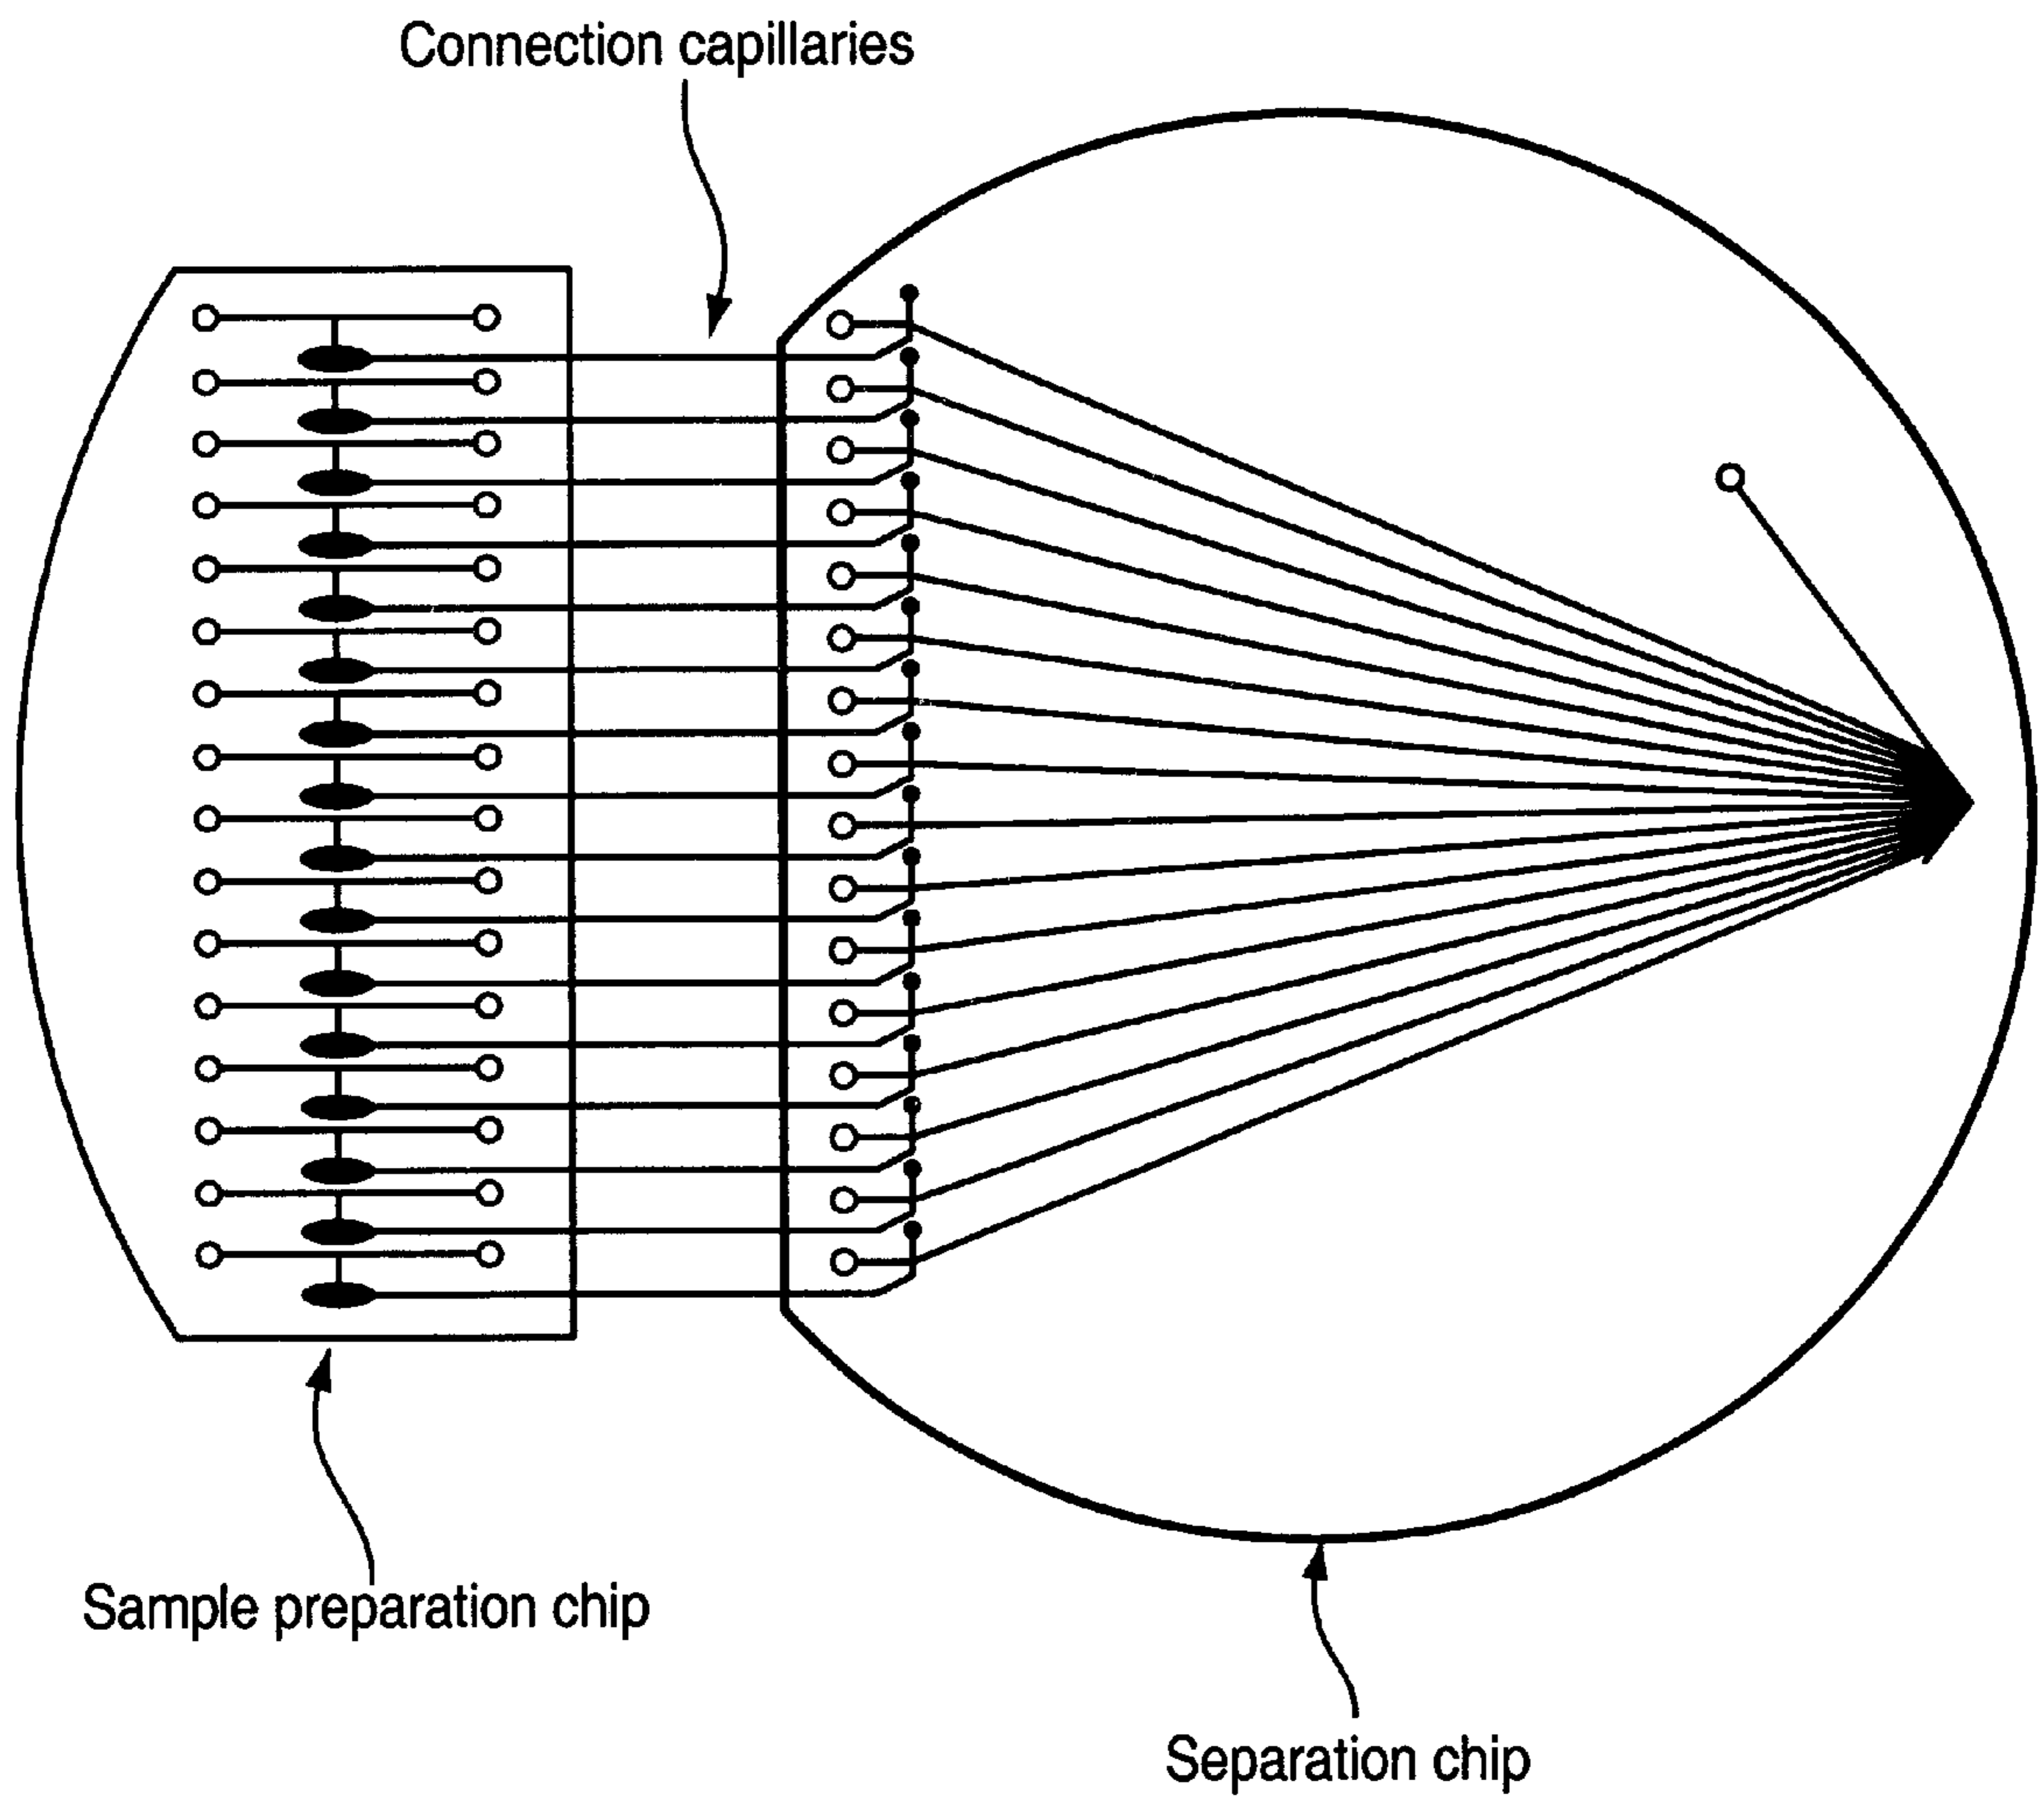 Connection capillaries
Sample preparation chip
Separation chip